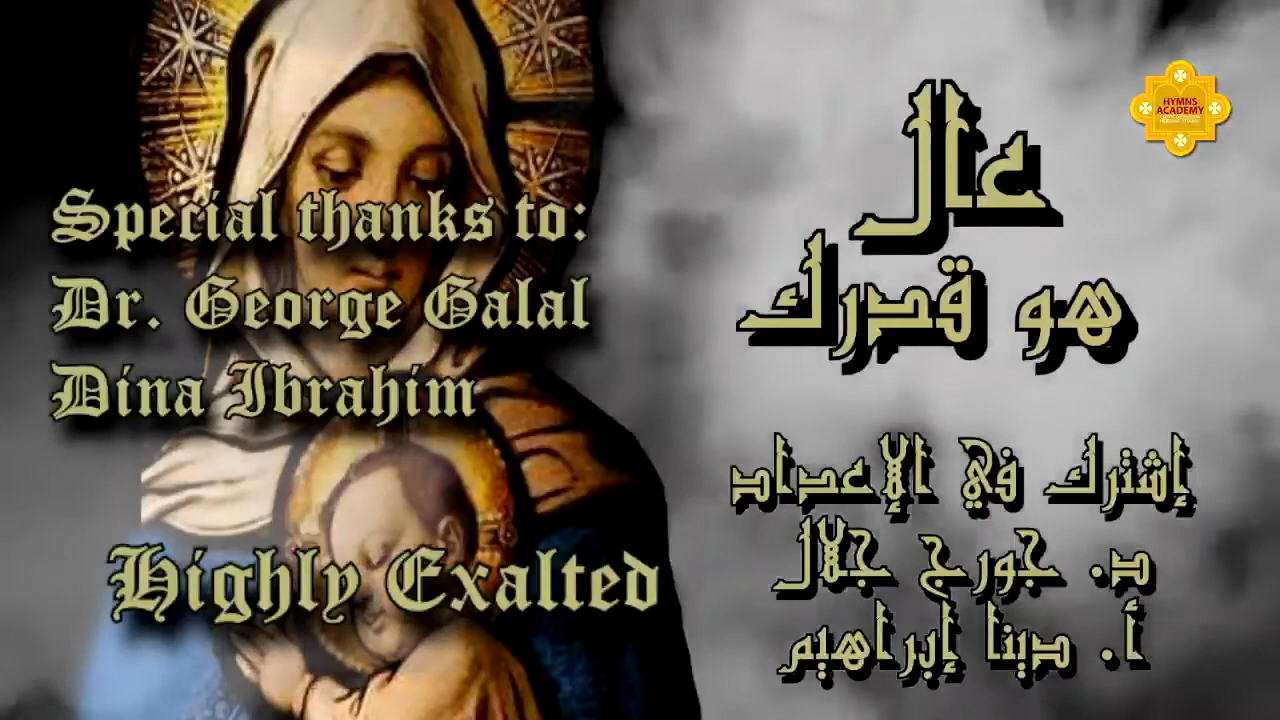 Special thanks to:
Dr. George Galal
Dina Ibrahim
Highly Exalted
عال
هو قدرك
إشترك في الإعداد
د. جورج جلال
أ. دينا إبراهيم
HYMNS
ACADEMY